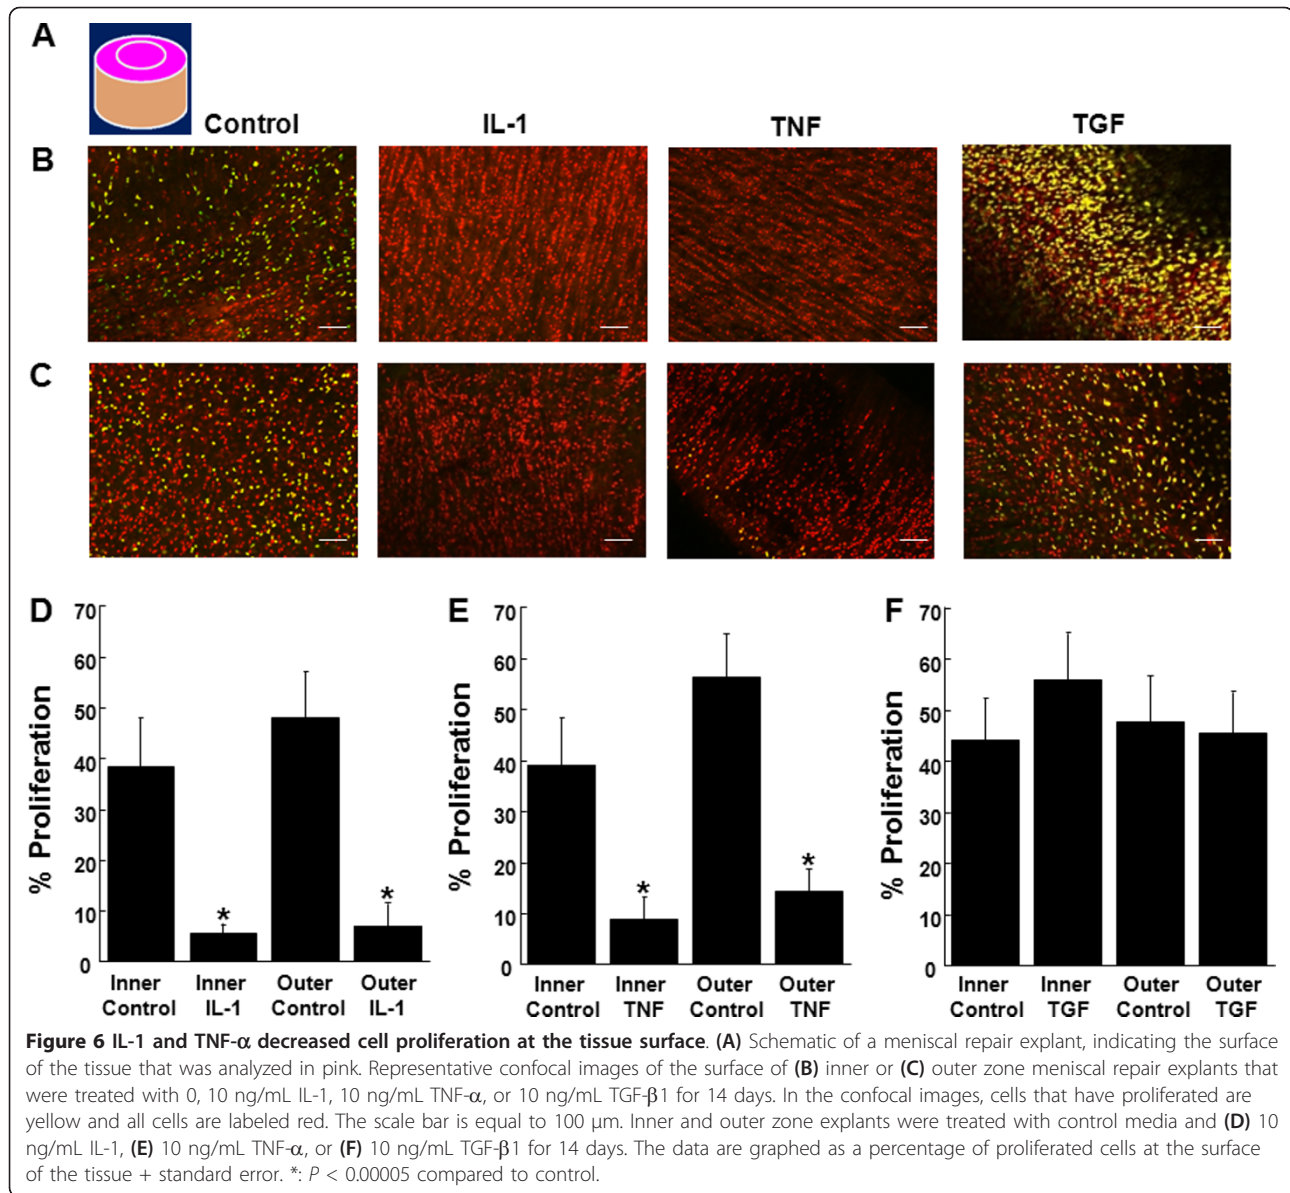 A
Control IL-1 TNF TGF
B
C
D
70
60
50
40
30
20
10
0
% Proliferation
Inner Control
Inner IL-1
Outer Control
Outer IL-1
*
*
E
70
60
50
40
30
20
10
0
% Proliferation
Inner Control
Inner TNF
Outer Control
Outer TNF
*
*
F
70
60
50
40
30
20
10
0
% Proliferation
Inner Control
Inner TGF
Outer Control
Outer TGF
Figure 6 IL-1 and TNF-α decreased cell proliferation at the tissue surface. (A) Schematic of a meniscal repair explant, indicating the surface
of the tissue that was analyzed in pink. Representative confocal images of the surface of (B) inner or (C) outer zone meniscal repair explants that
were treated with 0, 10 ng/mL IL-1, 10 ng/mL TNF-α, or 10 ng/mL TGF-β1 for 14 days. In the confocal images, cells that have proliferated are
yellow and all cells are labeled red. The scale bar is equal to 100 μm. Inner and outer zone explants were treated with control media and (D) 10
ng/mL IL-1, (E) 10 ng/mL TNF-α, or (F) 10 ng/mL TGF-β1 for 14 days. The data are graphed as a percentage of proliferated cells at the surface
of the tissue + standard error. *: P < 0.00005 compared to control.